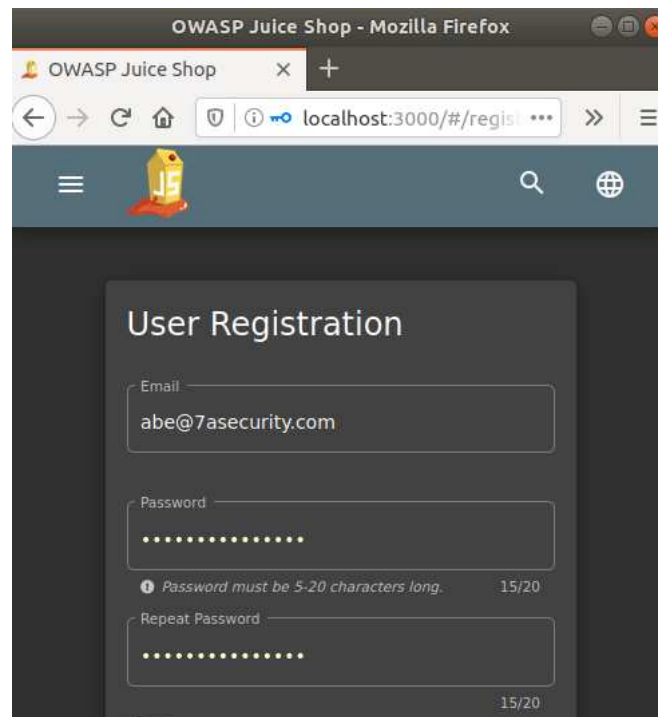 OWASP Juice Shop - Mozilla Firefox
OWASP Juice Shop
localhost:3000/#/regis
JS
User Registration
Email
abe@7asecurity.com
Password
•••••••••••••••
Password must be 5-20 characters long.
15/20
Repeat Password
•••••••••••••••
15/20